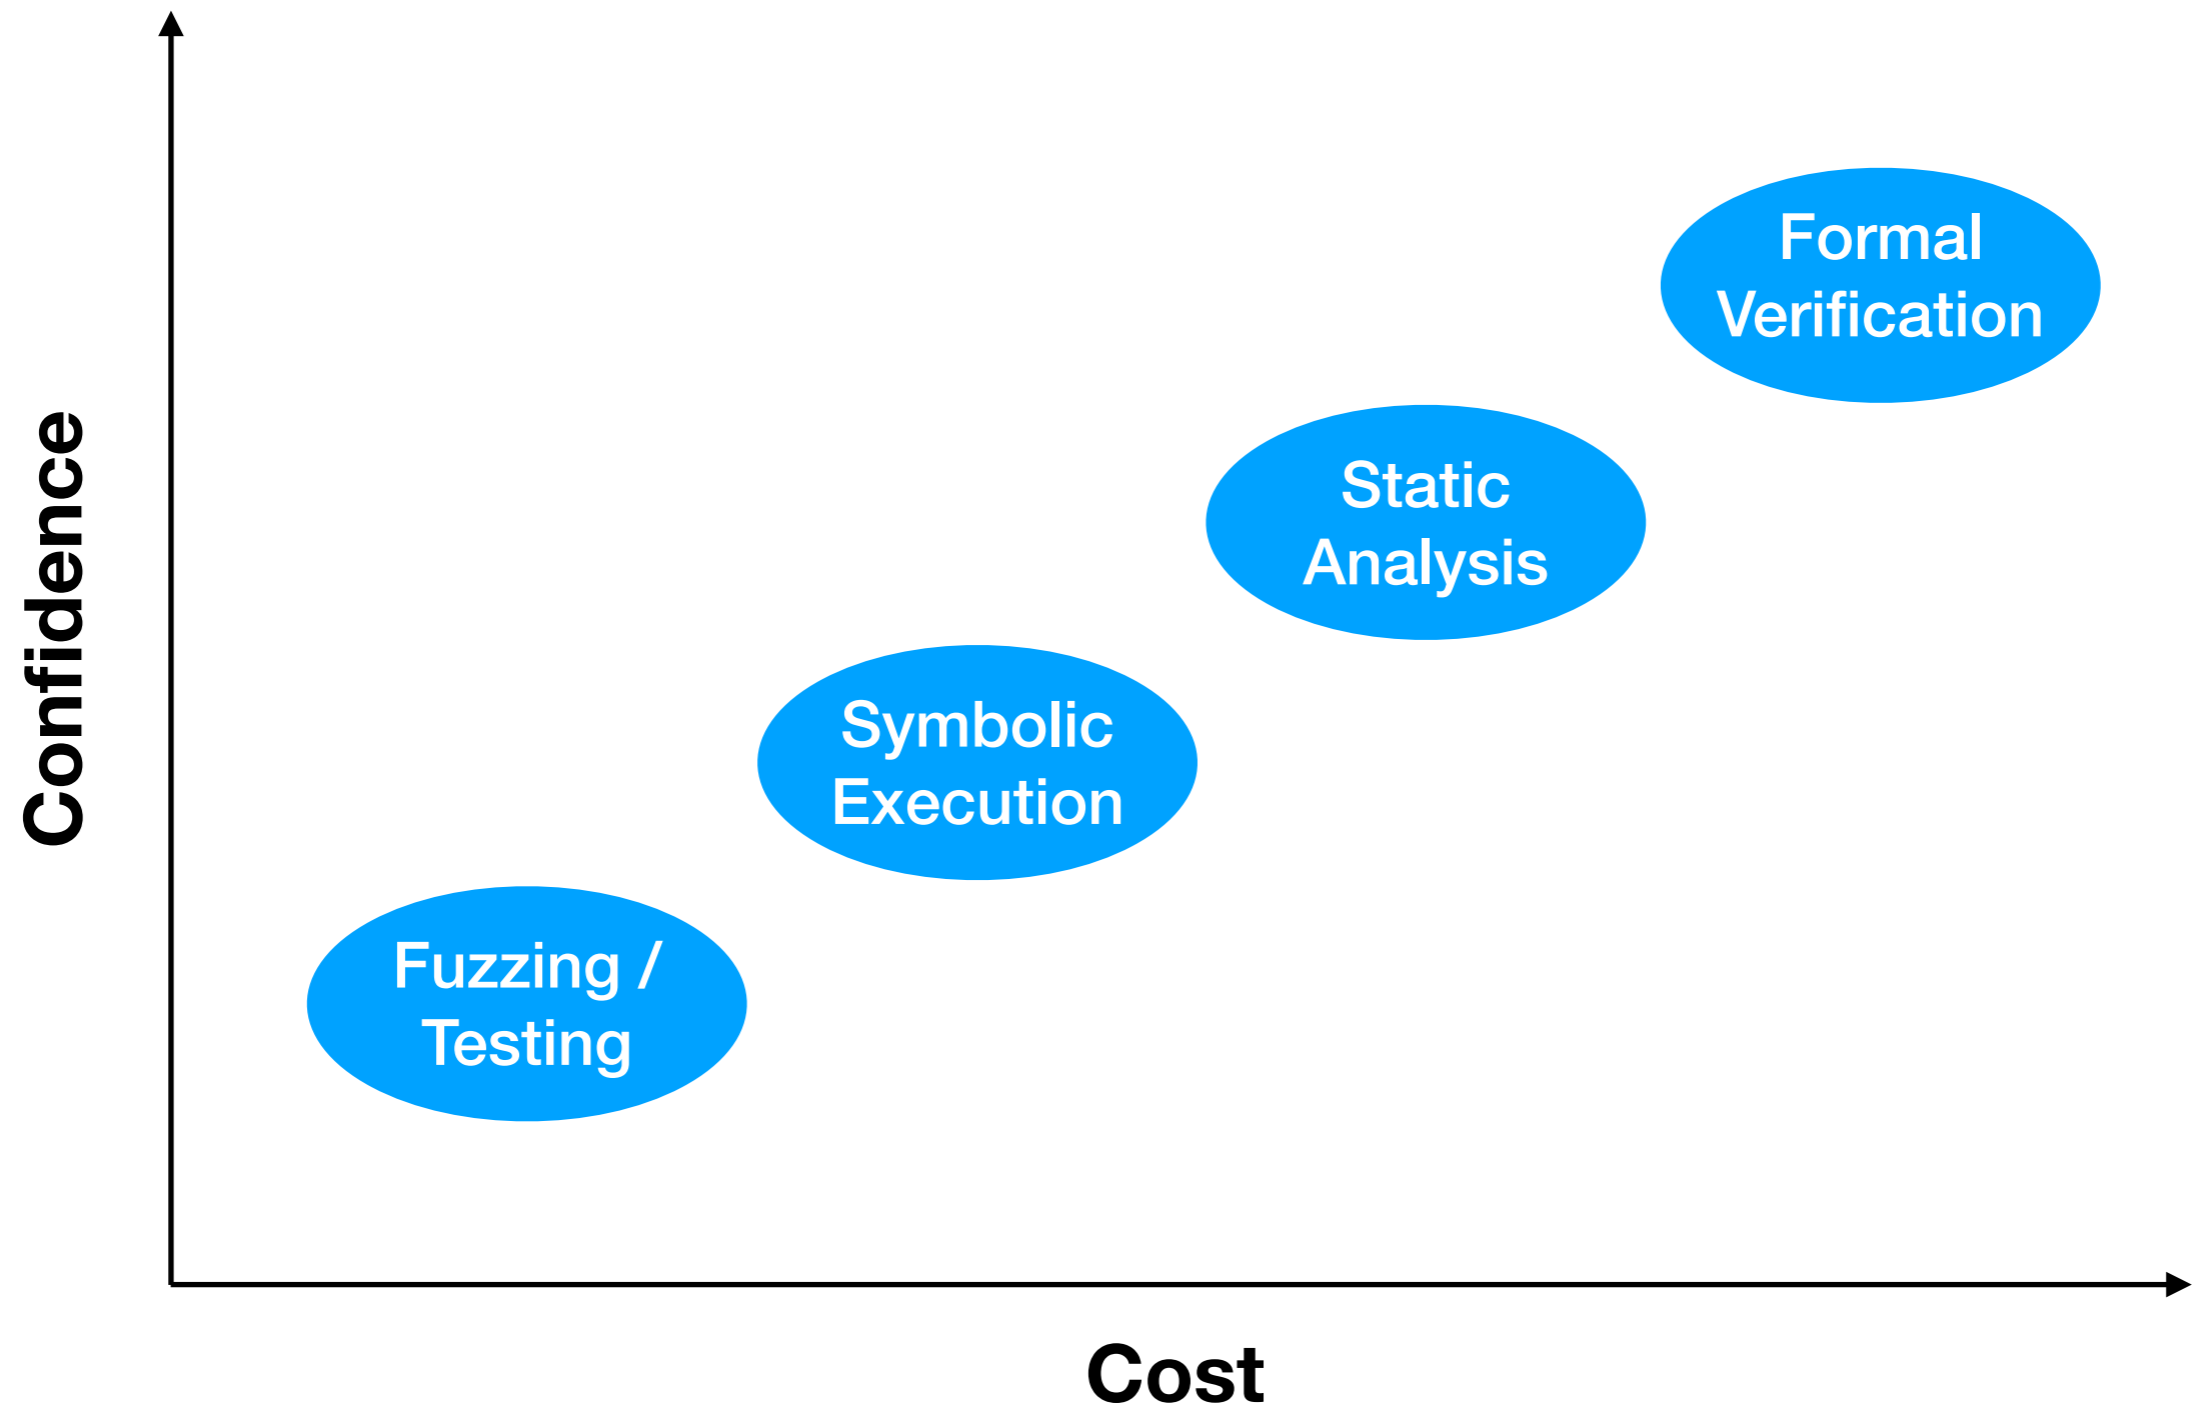 Confidence
Formal
Verification
Static
Analysis
Symbolic
Execution
Fuzzing /
Testing
Cost